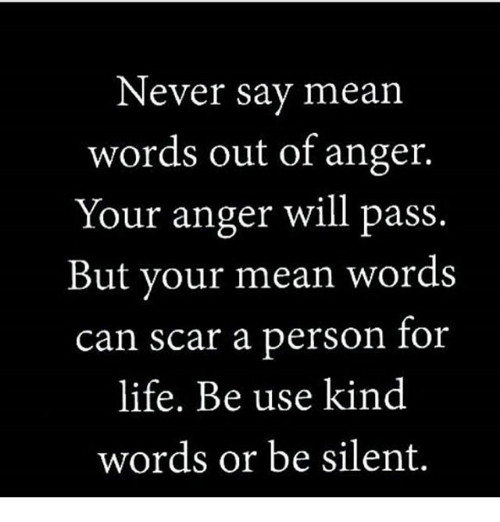 Never say mean
words out of anger.
Your anger will pass.
But your mean words
can scar a person for
life. Be use kind
words or be silent.